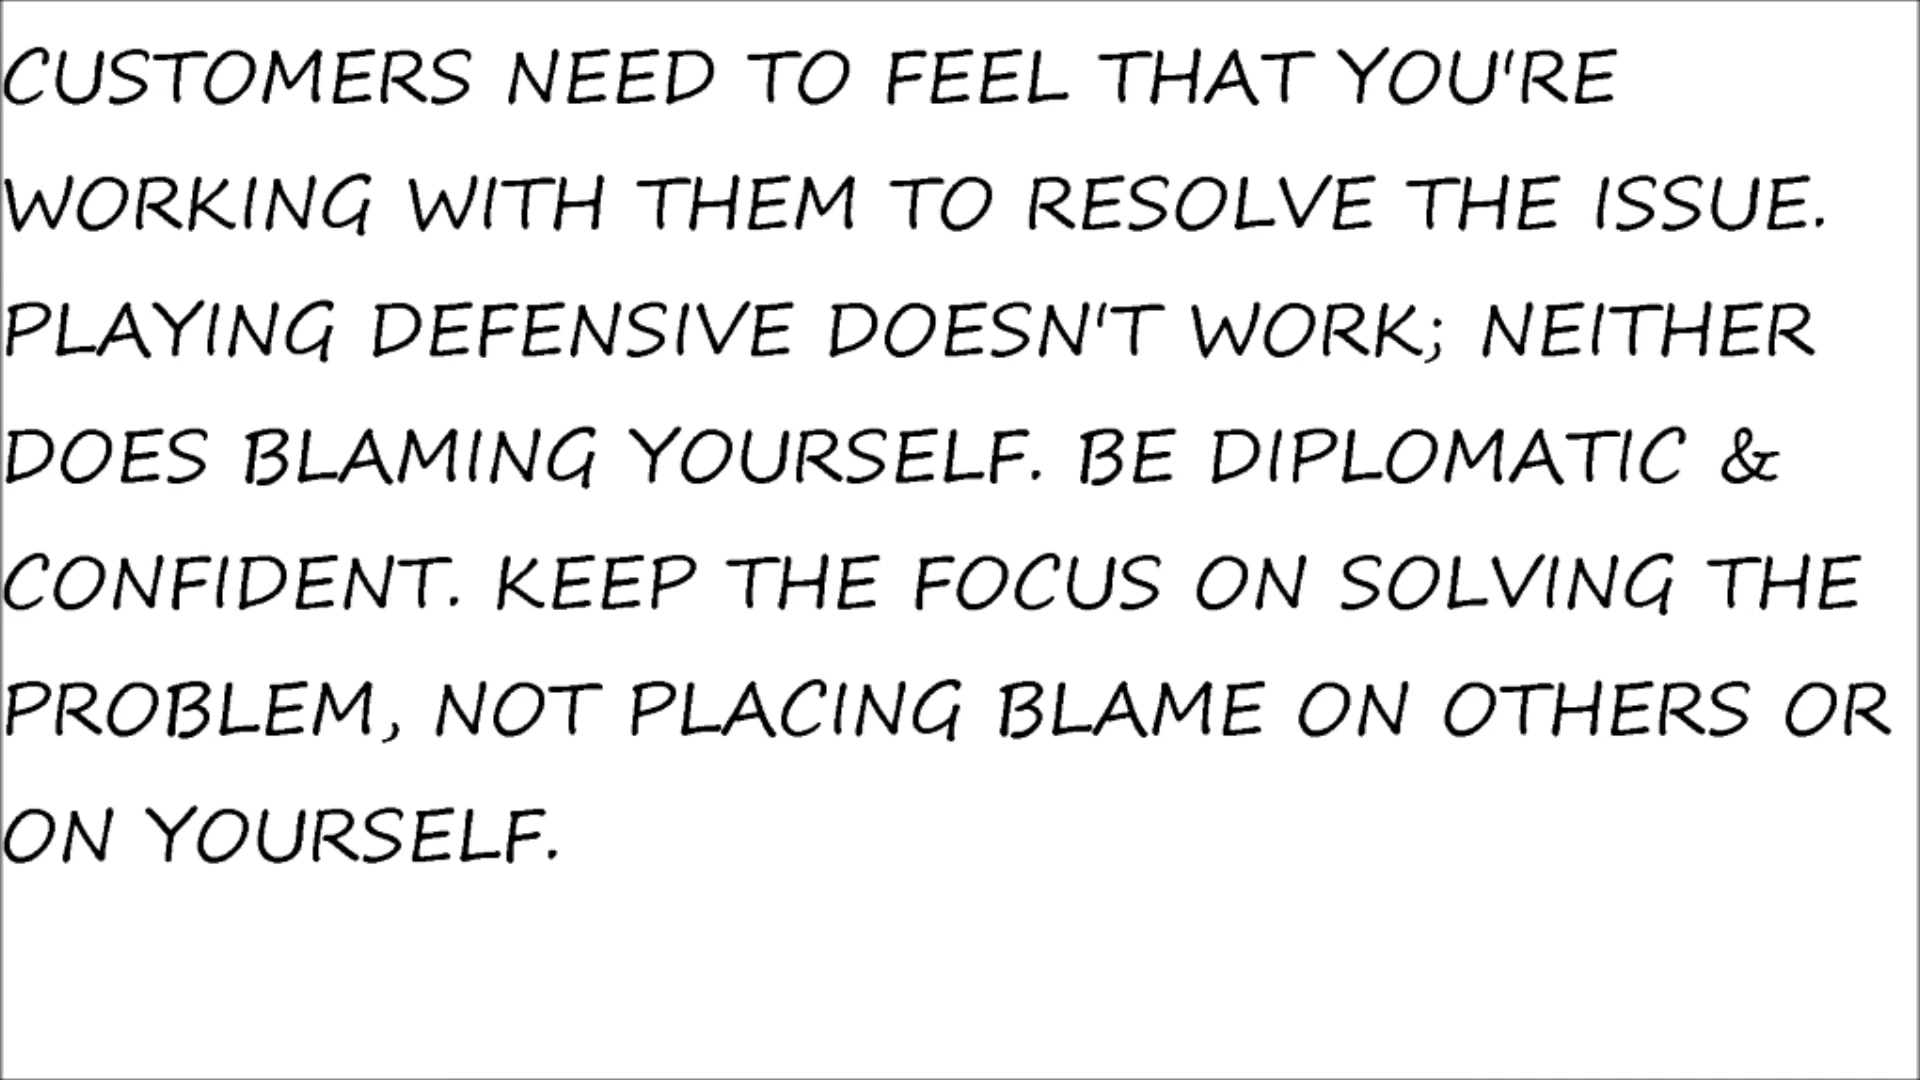 CUSTOMERS NEED TO FEEL THAT YOU'RE
WORKING WITH THEM TO RESOLVE THE ISSUE.
PLAYING DEFENSIVE DOESN'T WORK; NEITHER
DOES BLAMING YOURSELF. BE DIPLOMATIC &
CONFIDENT. KEEP THE FOCUS ON SOLVING THE
PROBLEM, NOT PLACING BLAME ON OTHERS OR
ON YOURSELF.